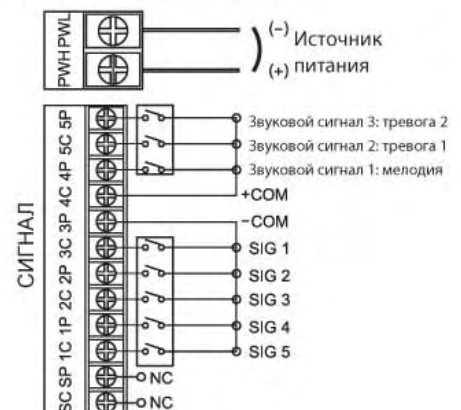 PWH PWL
(−) Источник
(+) питания
СИГНАЛ
SC SP 1C 1P 2C 2P 3C 3P 4C 4P 5C 5P
Звуковой сигнал 3: тревога 2
Звуковой сигнал 2: тревога 1
Звуковой сигнал 1: мелодия
+COM
−COM
SIG 1
SIG 2
SIG 3
SIG 4
SIG 5
NC
NC